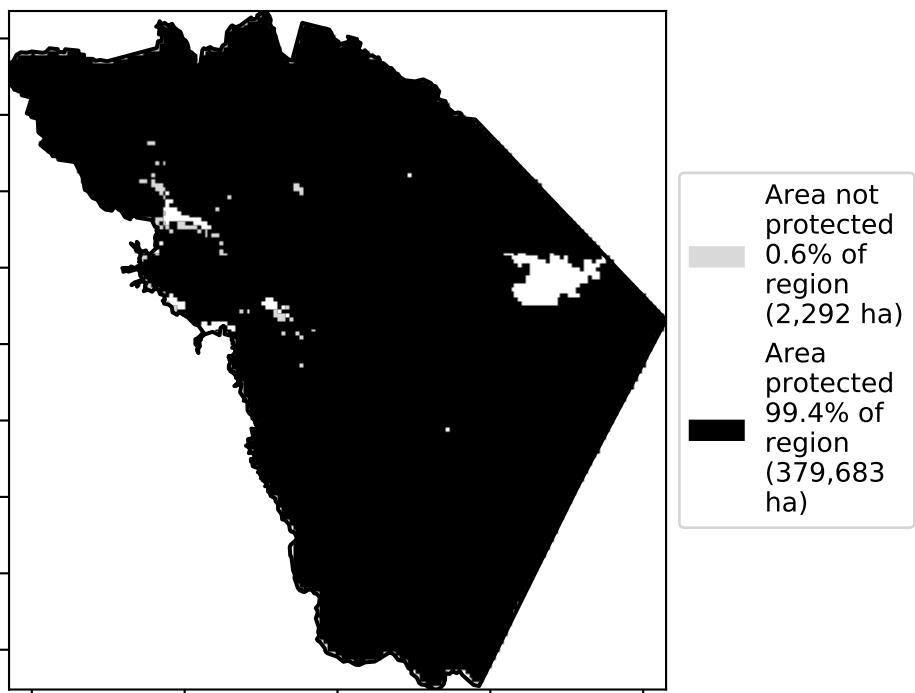 Area not
protected
0.6% of
region
(2,292 ha)
Area
protected
99.4% of
region
(379,683
ha)